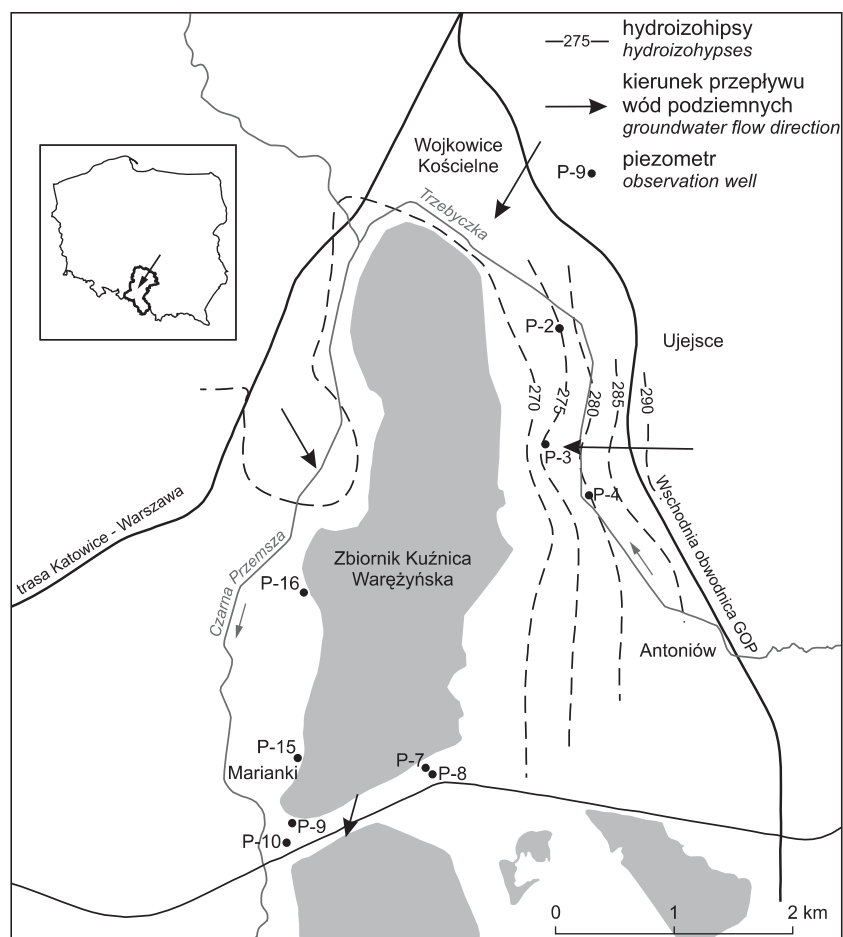 275
hydroizohipsy
hydroizohypses
kierunek przepływu
wód podziemnych
groundwater flow direction
P-9
piezometr
observation well
Wojkowice
Kościelne
Trzebyczka
P-2
Ujejsce
270
275
280
285
290
P-3
P-4
trasa Katowice - Warszawa
Wschodnia obwodnica GOP
Czarna Przemsza
Zbiornik Kuźnica
Warężyńska
P-16
Antoniów
P-15
Marianki
P-7
P-8
P-9
P-10
0
1
2 km